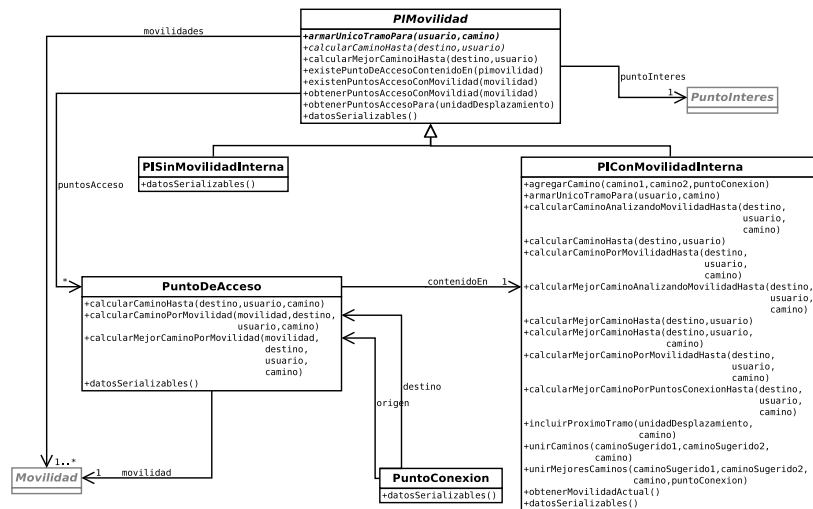 PIMovilidad
+armarUnicoTramoPara(usuario,camino)
+calcularCaminoHasta(destino,usuario)
+calcularMejorCaminoiHasta(destino,usuario)
+existePuntoDeAccesoContenidoEn(pimovilidad)
+existenPuntosAccesoConMovilidad(movilidad)
+obtenerPuntosAccesoConMovildiad(movilidad)
+obtenerPuntosAccesoPara(unidadDesplazamiento)
+datosSerializables()
movilidades
puntoInteres
1
PuntoInteres
puntosAcceso
*
PISinMovilidadInterna
+datosSerializables()
PIConMovilidadInterna
+agregarCamino(camino1,camino2,puntoConexion)
+armarUnicoTramoPara(usuario,camino)
+calcularCaminoAnalizandoMovilidadHasta(destino,
usuario,
camino)
+calcularCaminoHasta(destino,usuario)
+calcularCaminoPorMovilidadHasta(destino,
usuario,
camino)
+calcularMejorCaminoAnalizandoMovilidadHasta(destino,
usuario,
camino)
+calcularMejorCaminoHasta(destino,usuario)
+calcularMejorCaminoHasta(destino,usuario,
camino)
+calcularMejorCaminoPorMovilidadHasta(destino,
usuario,
camino)
+calcularMejorCaminoPorPuntosConexionHasta(destino,
usuario,
camino)
+incluirProximoTramo(unidadDesplazamiento,
camino)
+unirCaminos(caminoSugerido1,caminoSugerido2,
camino)
+unirMejoresCaminos(caminoSugerido1,caminoSugerido2,
camino,puntoConexion)
+obtenerMovilidadActual()
+datosSerializables()
PuntoDeAcceso
+calcularCaminoHasta(destino,usuario,camino)
+calcularCaminoPorMovilidad(movilidad,destino,
usuario,camino)
+calcularMejorCaminoPorMovilidad(movilidad,
destino,
usuario,
camino)
+datosSerializables()
contenidoEn
1
destino
origen
1..*
Movilidad
1
movilidad
PuntoConexion
+datosSerializables()